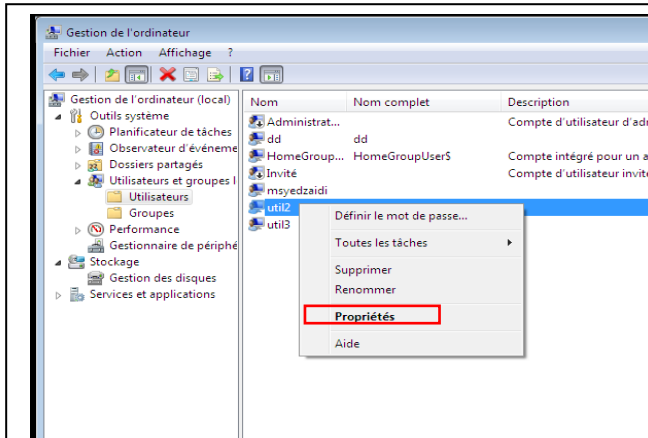 Gestion de l'ordinateur
Fichier Action Affichage ?
Gestion de l'ordinateur (local)
Outils système
Planificateur de tâches
Observateur d'événeme
Dossiers partagés
Utilisateurs et groupes l
Utilisateurs
Groupes
Performance
Gestionnaire de périphé
Stockage
Gestion des disques
Services et applications
Nom Nom complet Description
Administrat... Compte d'utilisateur d'adr
dd dd
HomeGroup... HomeGroupUser$ Compte intégré pour un a
Invité Compte d'utilisateur invité
msyedzaidi
util2
util3
Définir le mot de passe...
Toutes les tâches
Supprimer
Renommer
Propriétés
Aide